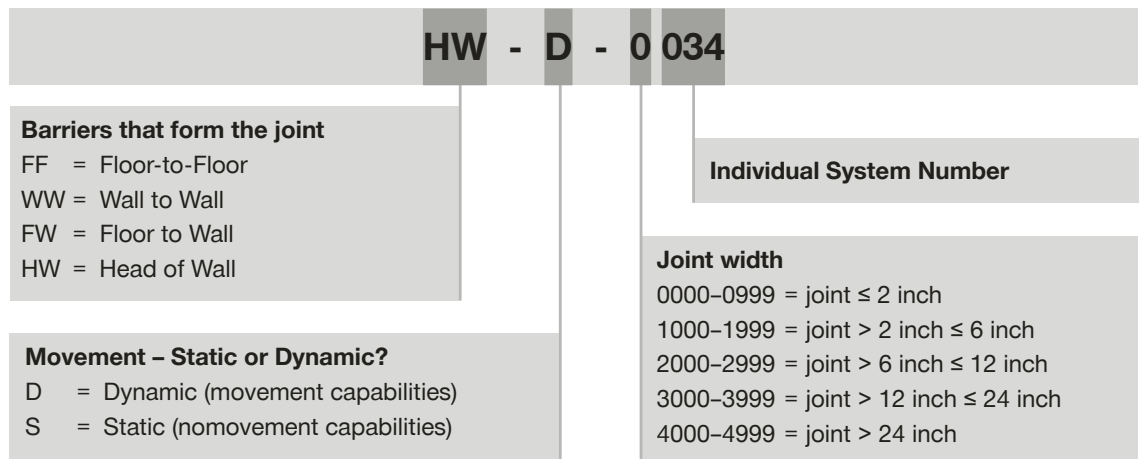 HW - D - 0 034
Barriers that form the joint
FF = Floor-to-Floor
WW = Wall to Wall
FW = Floor to Wall
HW = Head of Wall
Individual System Number
Movement – Static or Dynamic?
D = Dynamic (movement capabilities)
S = Static (nomovement capabilities)
Joint width
0000–0999 = joint ≤ 2 inch
1000–1999 = joint > 2 inch ≤ 6 inch
2000–2999 = joint > 6 inch ≤ 12 inch
3000–3999 = joint > 12 inch ≤ 24 inch
4000–4999 = joint > 24 inch